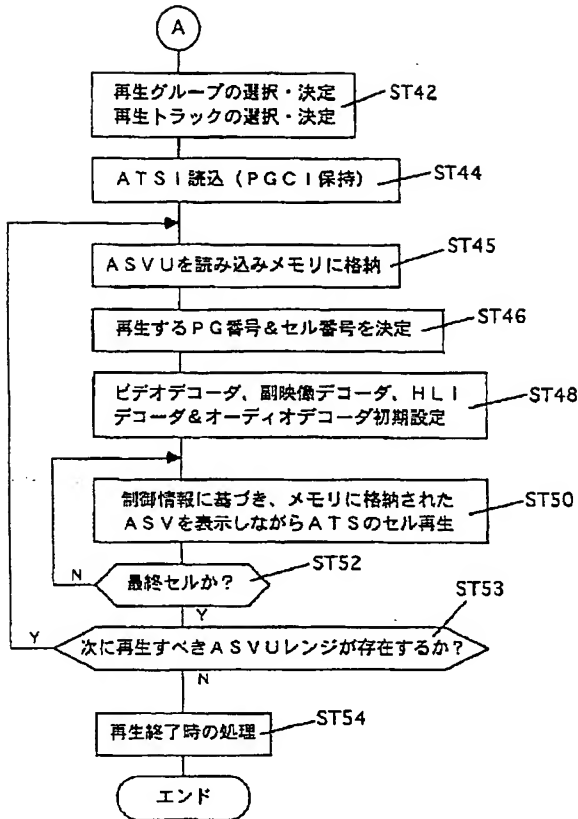 A
再生グループの選択・決定
再生トラックの選択・決定
ST42
ATSI読込(PGCI保持)
ST44
ASVUを読み込みメモリに格納
ST45
再生するPG番号&セル番号を決定
ST46
ビデオデコーダ、副映像デコーダ、HLI
デコーダ&オーディオデコーダ初期設定
ST48
制御情報に基づき、メモリに格納された
ASVを表示しながらATSのセル再生
ST50
最終セルか?
ST52
N
Y
次に再生すべきASVUレンジが存在するか?
ST53
Y
N
再生終了時の処理
ST54
エンド